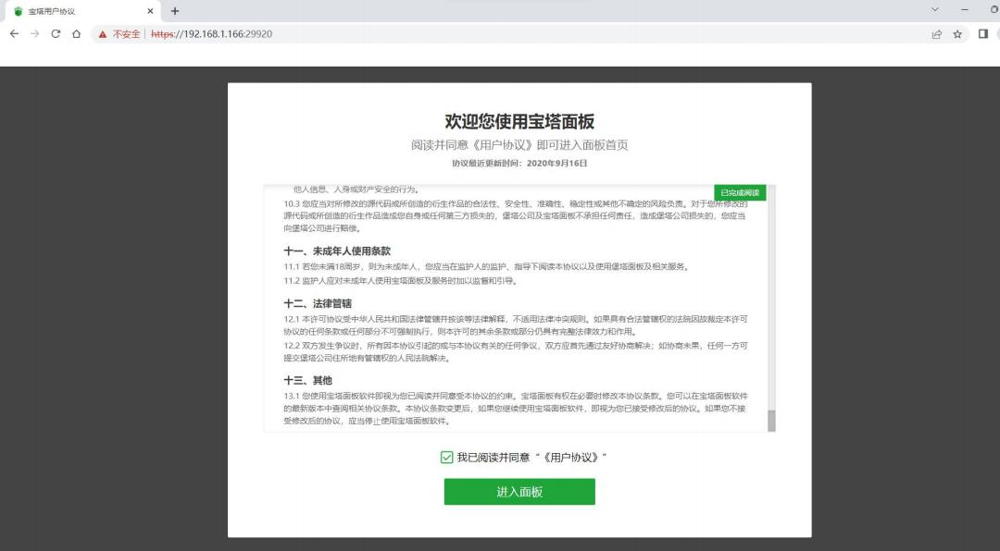 宝塔用户协议
不安全 https://192.168.1.166:29920
欢迎您使用宝塔面板
阅读并同意《用户协议》即可进入面板首页
协议最近更新时间：2020年9月16日
他人信息、人身或财产安全的行为。
已完成阅读
10.3 您应当对所修改的源代码或所创造的衍生作品的合法性、安全性、准确性、稳定性或其他不确定的风险负责。对于您所修改的
源代码或所创造的衍生作品造成您自身或任何第三方损失的，堡塔公司及宝塔面板不承担任何责任，造成堡塔公司损失的，您应当
向堡塔公司进行赔偿。
十一、未成年人使用条款
11.1 若您未满18周岁，则为未成年人，您应当在监护人的监护、指导下阅读本协议以及使用堡塔面板及相关服务。
11.2 监护人应对未成年人使用宝塔面板及服务时加以监督和引导。
十二、法律管辖
12.1 本许可协议受中华人民共和国法律管辖并按该等法律解释，不适用法律冲突规则。如果具有合法管辖权的法院因故裁定本许可
协议的任何条款或任何部分不可强制执行，则本许可的其余条款或部分仍具有完整法律效力和作用。
12.2 双方发生争议时，所有因本协议引起的或与本协议有关的任何争议，双方应首先通过友好协商解决；如协商未果，任何一方可
提交堡塔公司住所地有管辖权的人民法院解决。
十三、其他
13.1 您使用宝塔面板软件即视为您已阅读并同意受本协议的约束。宝塔面板有权在必要时修改本协议条款。您可以在宝塔面板软件
的最新版本中查阅相关协议条款。本协议条款变更后，如果您继续使用宝塔面板软件，即视为您已接受修改后的协议。如果您不接
受修改后的协议，应当停止使用宝塔面板软件。
我已阅读并同意“《用户协议》”
进入面板